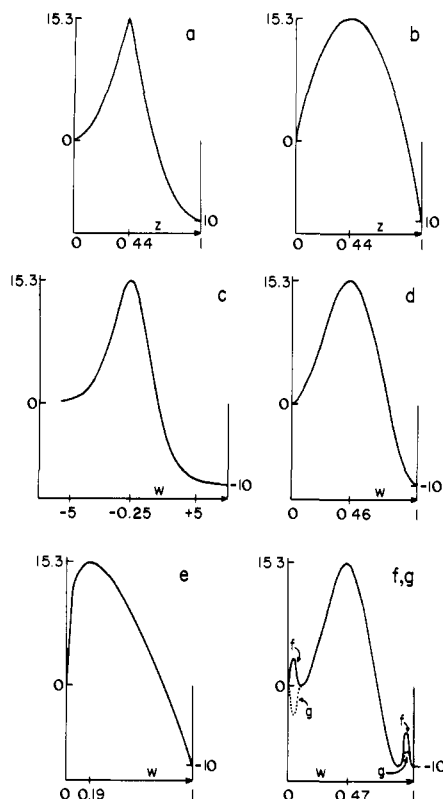 15.3 a
0
10
z
0 0 44 1
15.3 b
0
10
z
0 0.44 1
15.3 c
0
-10
w
-5 -0.25 +5
15.3 d
0
-10
w
0 0 46 1
15.3 e
0
-10
w
0 0.19 1
15.3 f,g
f
0
g
f
g
-10
w
0 0.47 1